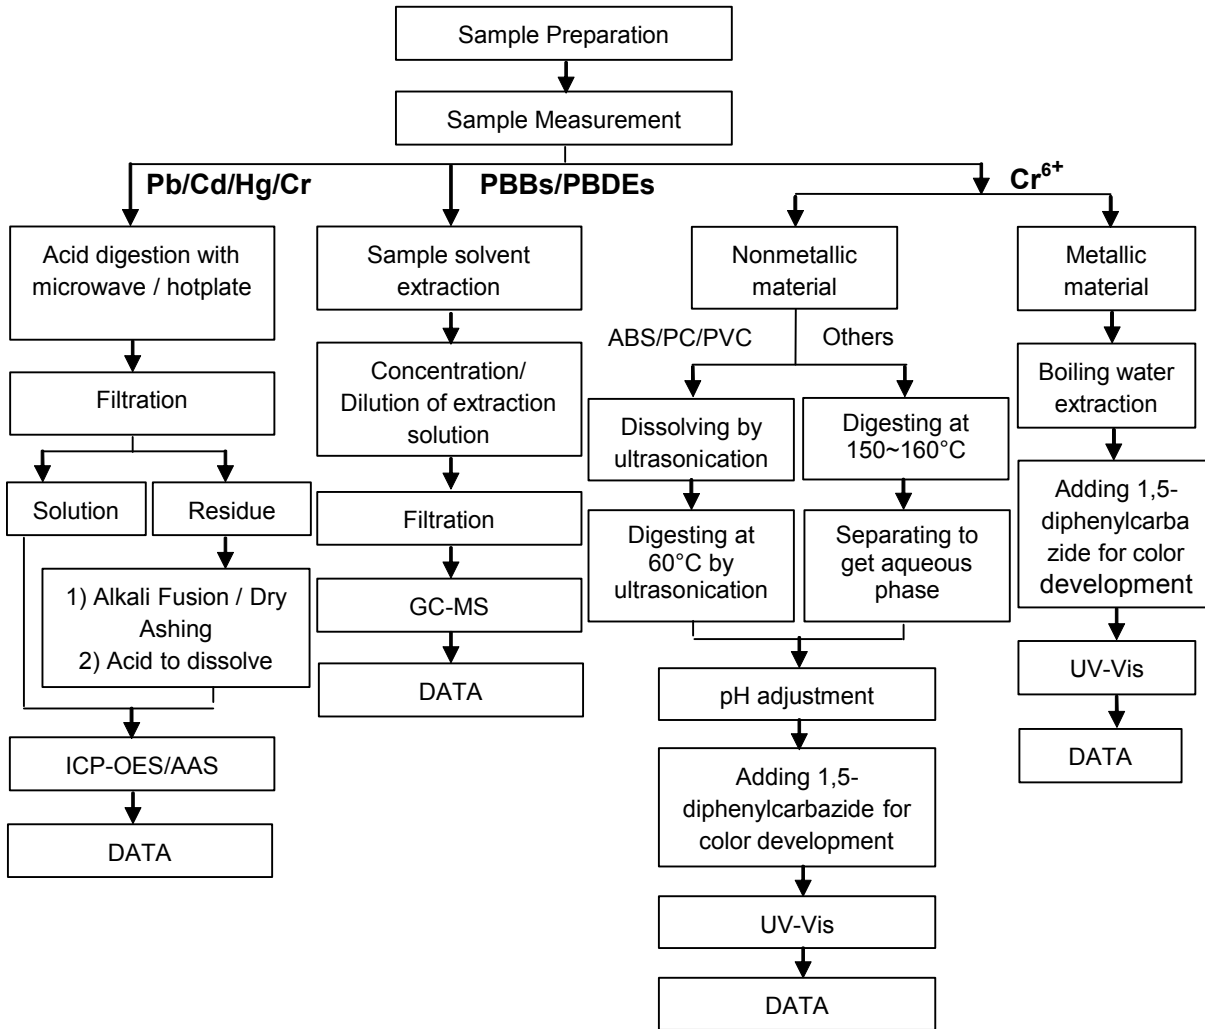 Sample Preparation
Sample Measurement
Pb/Cd/Hg/Cr
PBBs/PBDEs
Cr⁶⁺
Acid digestion with
microwave / hotplate
Filtration
Solution
Residue
1) Alkali Fusion / Dry
Ashing
2) Acid to dissolve
ICP-OES/AAS
DATA
Sample solvent
extraction
Concentration/
Dilution of extraction
solution
Filtration
GC-MS
DATA
Nonmetallic
material
ABS/PC/PVC
Others
Dissolving by
ultrasonication
Digesting at
60°C by
ultrasonication
Digesting at
150~160°C
Separating to
get aqueous
phase
pH adjustment
Adding 1,5-
diphenylcarbazide for
color development
UV-Vis
DATA
Metallic
material
Boiling water
extraction
Adding 1,5-
diphenylcarba
zide for color
development
UV-Vis
DATA